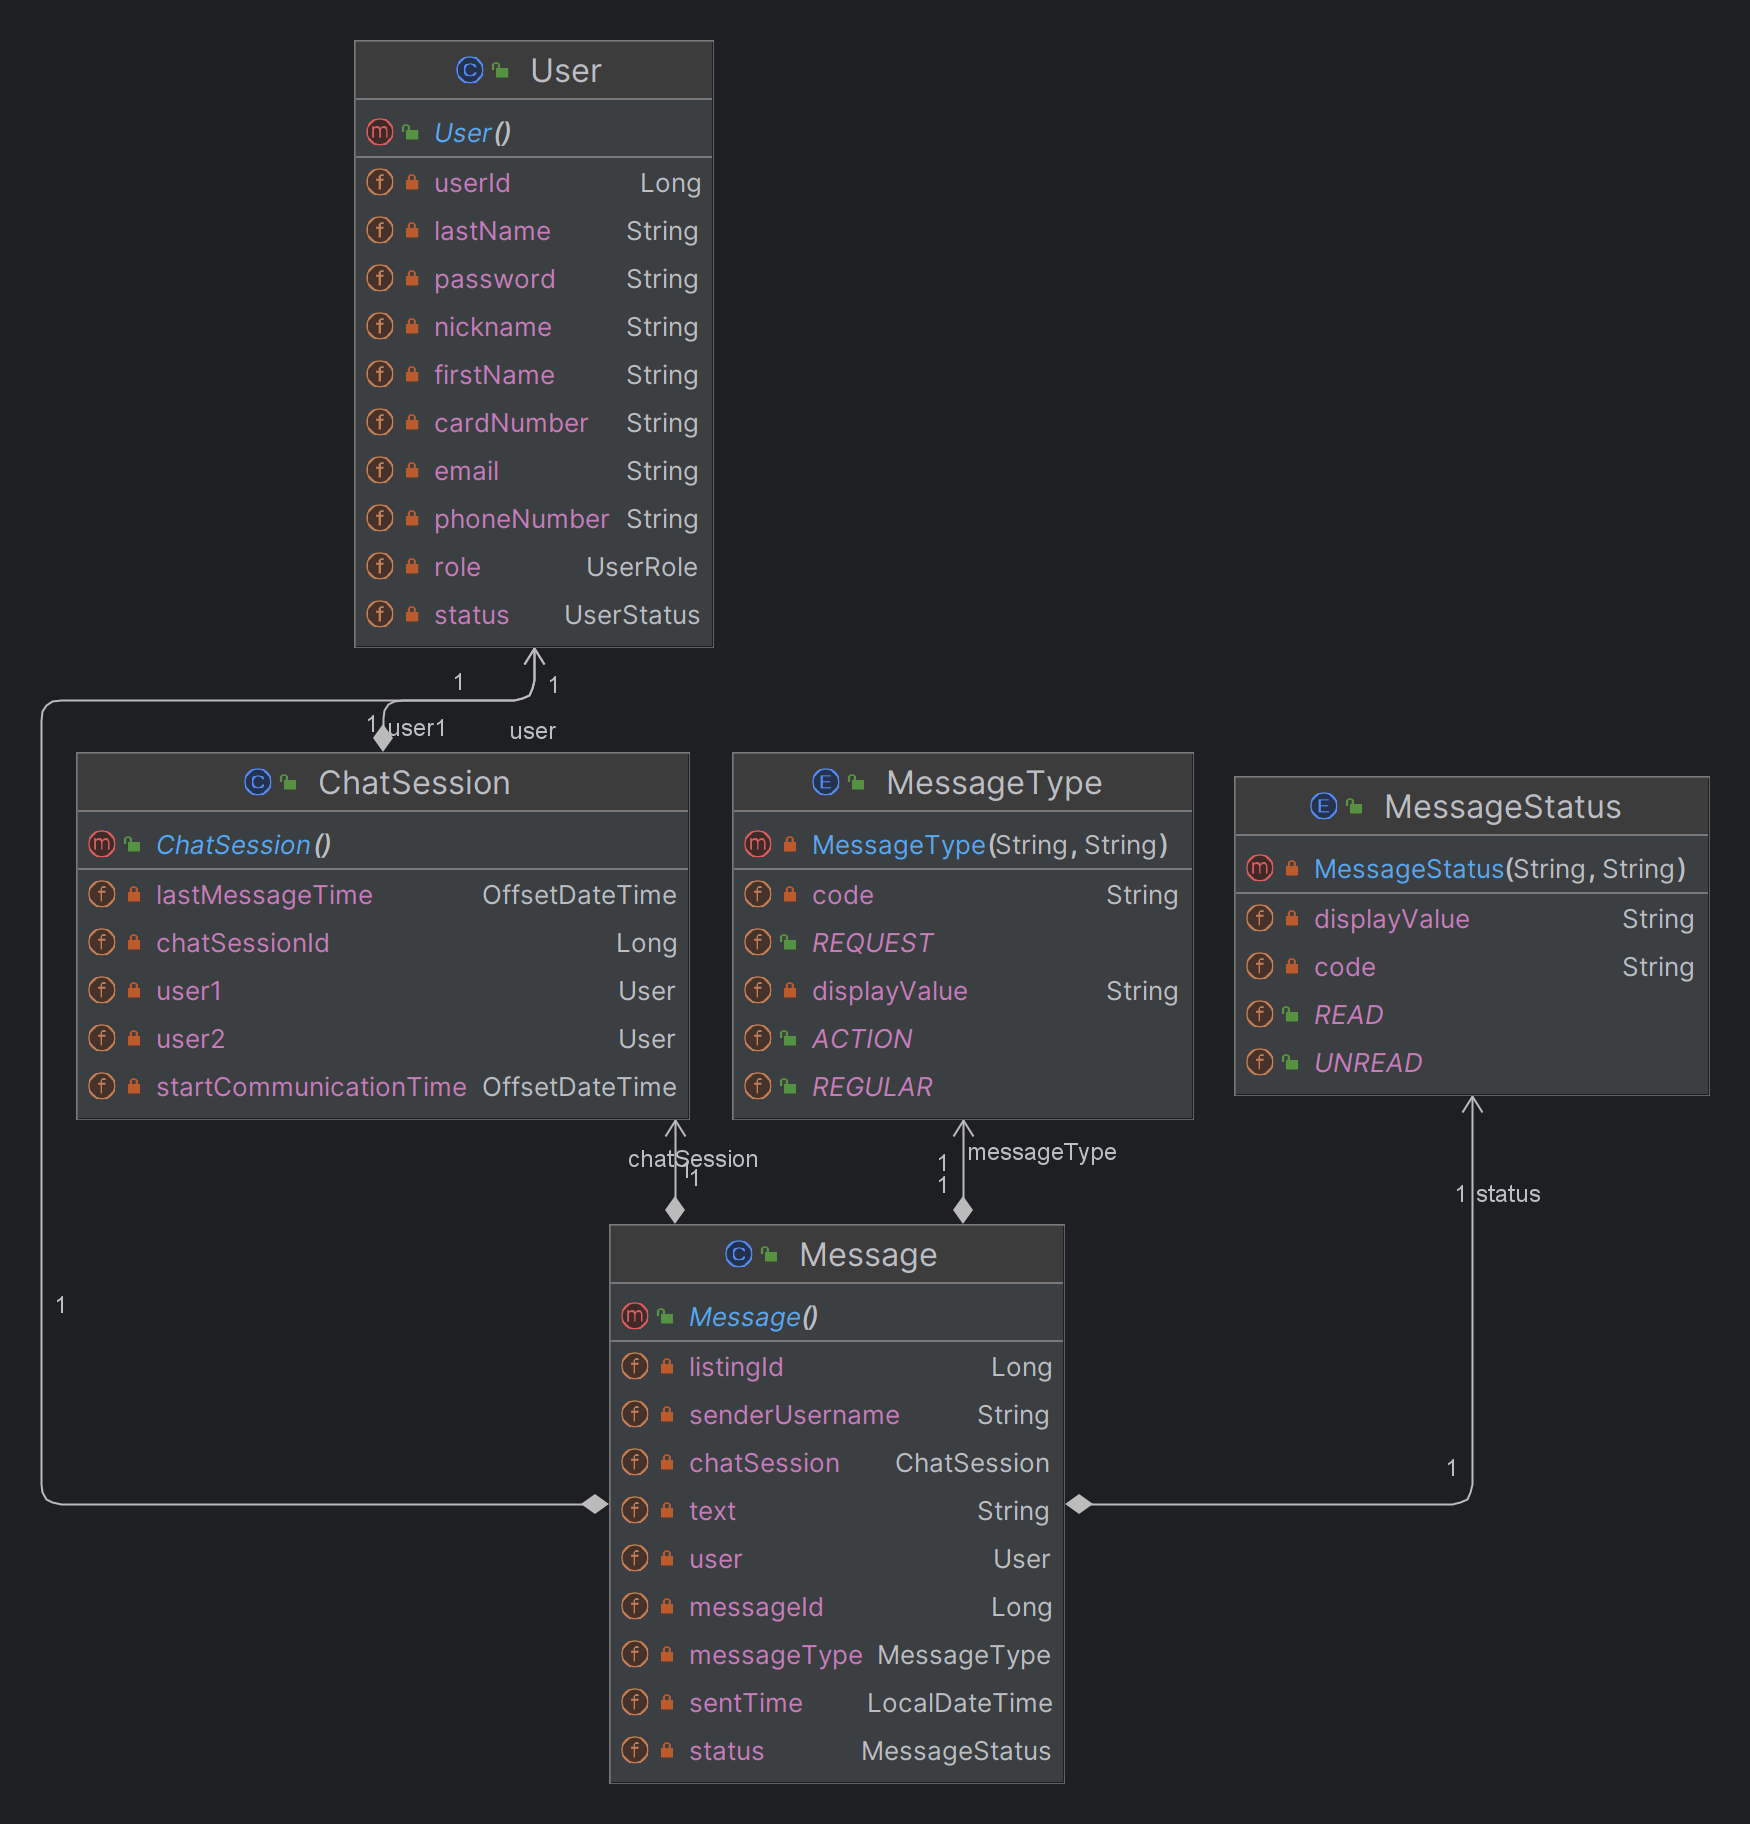 User
User()
userId Long
lastName String
password String
nickname String
firstName String
cardNumber String
email String
phoneNumber String
role UserRole
status UserStatus
1
1
1
user1
user
ChatSession
ChatSession()
lastMessageTime OffsetDateTime
chatSessionId Long
user1 User
user2 User
startCommunicationTime OffsetDateTime
MessageType
MessageType(String, String)
code String
REQUEST
displayValue String
ACTION
REGULAR
MessageStatus
MessageStatus(String, String)
displayValue String
code String
READ
UNREAD
chatSession
1
1
1
messageType
1
1 status
1
1
Message
Message()
listingId Long
senderUsername String
chatSession ChatSession
text String
user User
messageId Long
messageType MessageType
sentTime LocalDateTime
status MessageStatus